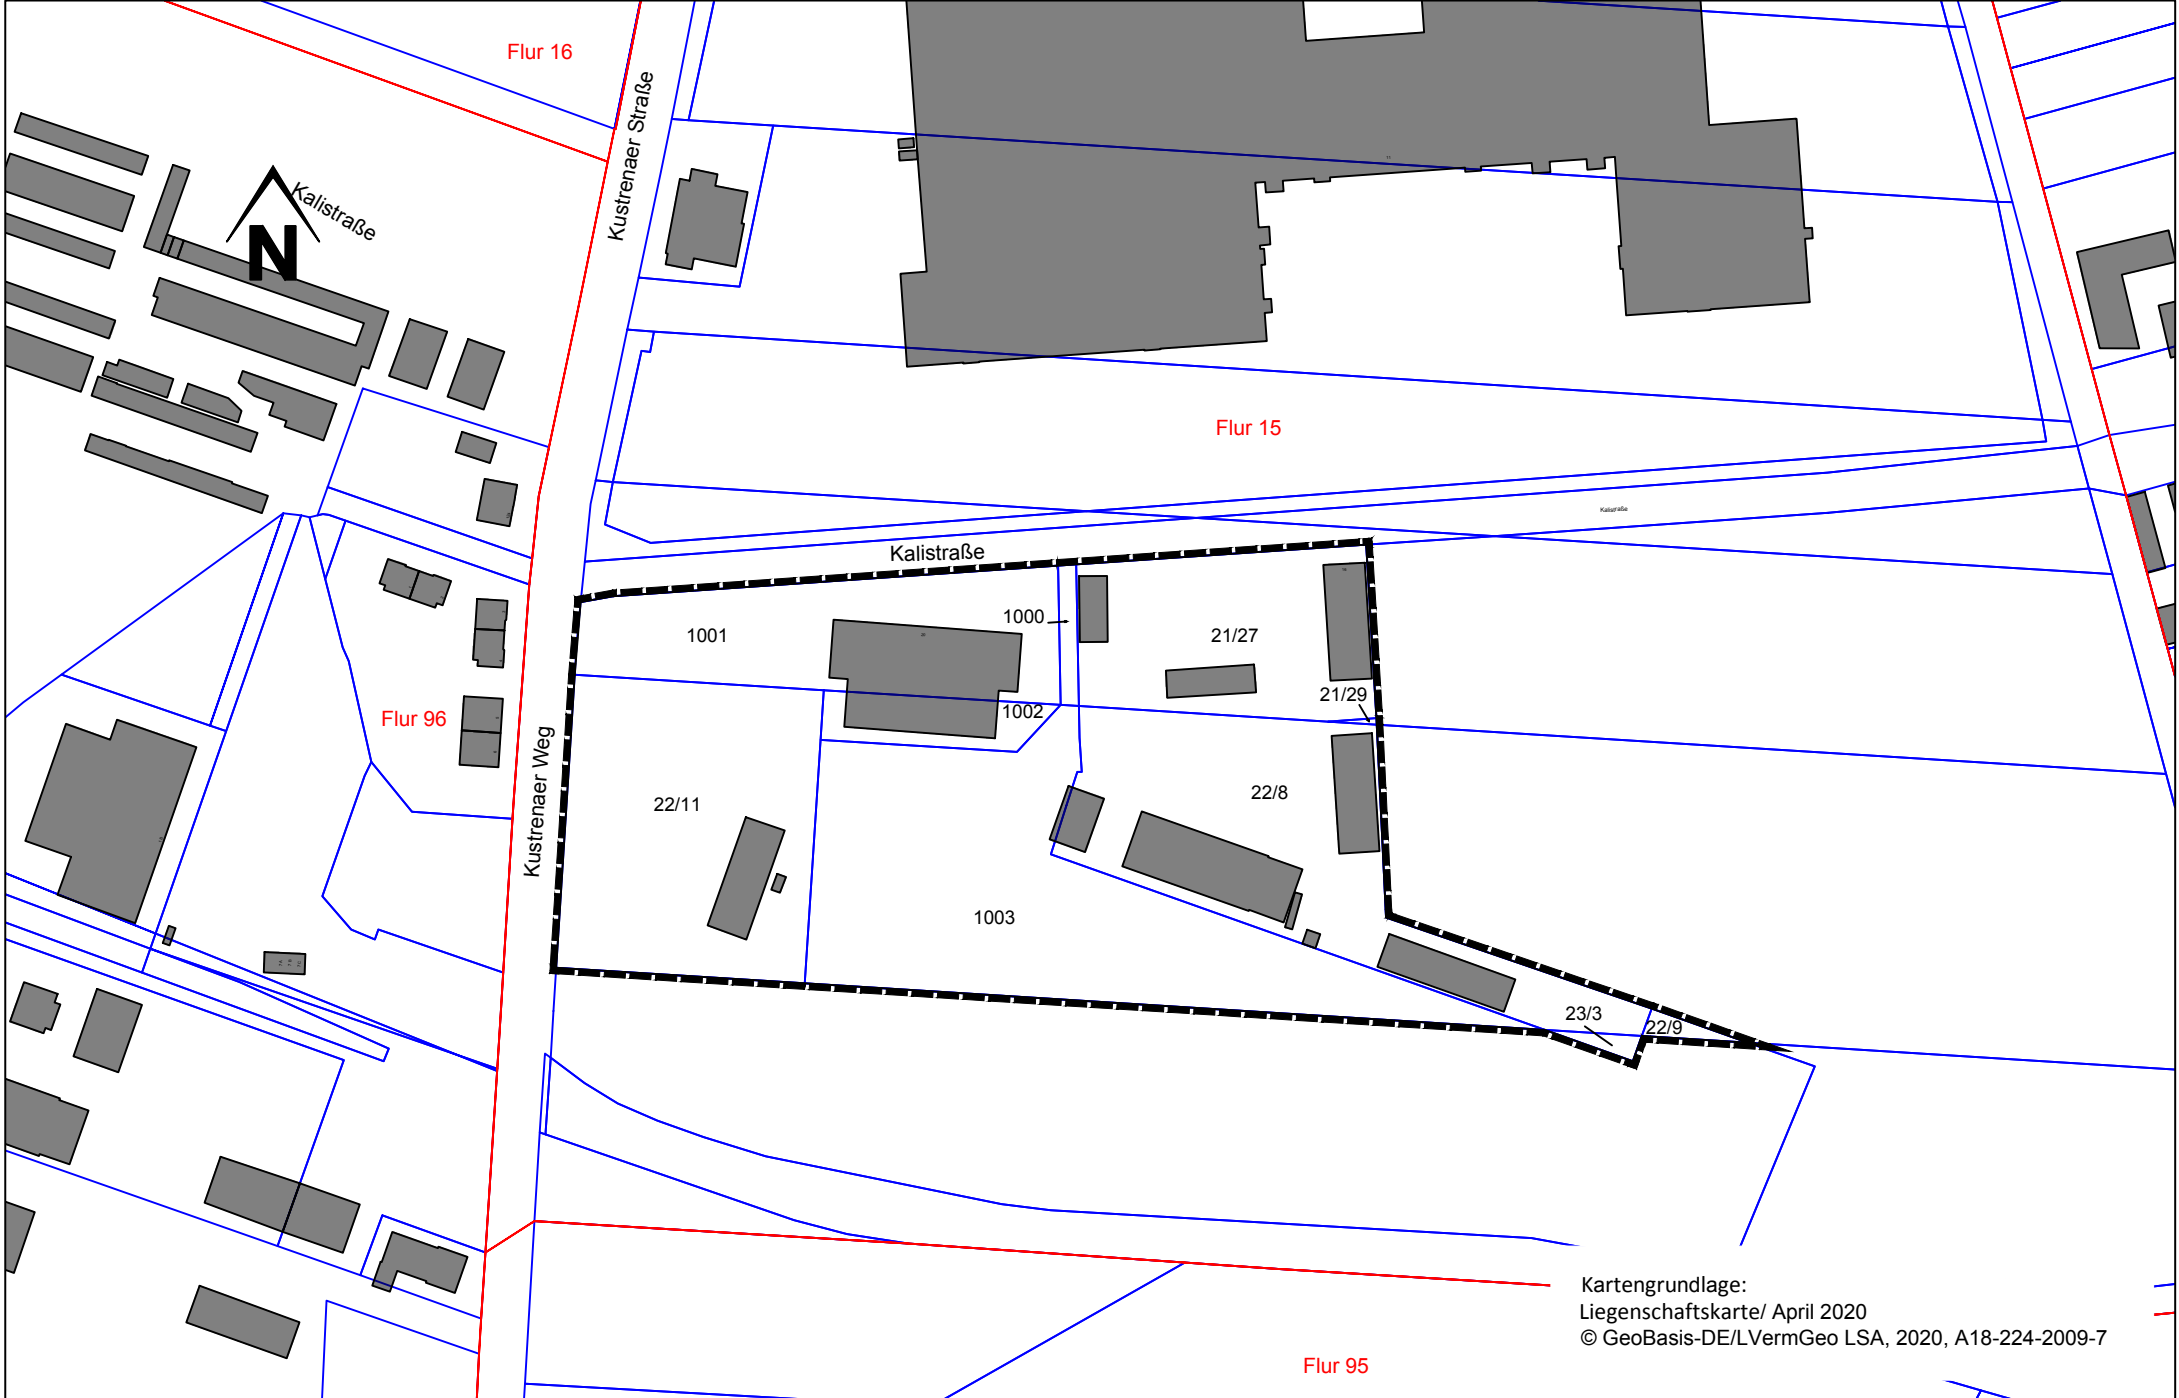 Flur 16
Kustrenaer Straße
Kalistraße
N
Flur 15
Kalistraße
Kalistraße
1001
1000
21/27
21/29
1002
Flur 96
Kustrenaer Weg
22/11
22/8
1003
23/3
22/9
Kartengrundlage:
Liegenschaftskarte/ April 2020
© GeoBasis-DE/LVermGeo LSA, 2020, A18-224-2009-7
Flur 95